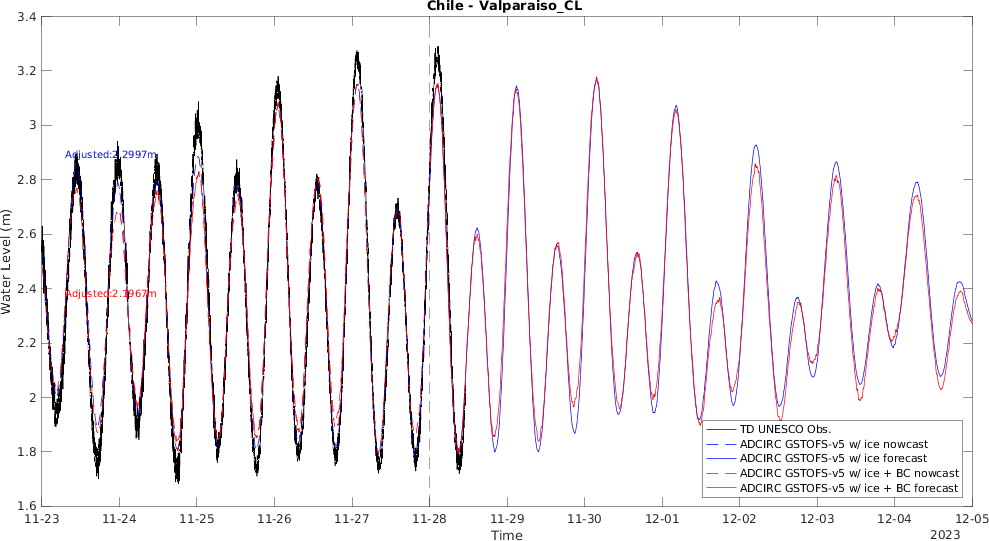 Chile - Valparaiso_CL
3.4
3.2
3
2.8
2.6
2.4
2.2
2
1.8
1.6
Water Level (m)
Adjusted:2.2997m
Adjusted:2.1967m
TD UNESCO Obs.
ADCIRC GSTOFS-v5 w/ ice nowcast
ADCIRC GSTOFS-v5 w/ ice forecast
ADCIRC GSTOFS-v5 w/ ice + BC nowcast
ADCIRC GSTOFS-v5 w/ ice + BC forecast
11-23 11-24 11-25 11-26 11-27 11-28 11-29 11-30 12-01 12-02 12-03 12-04 12-05
Time
2023